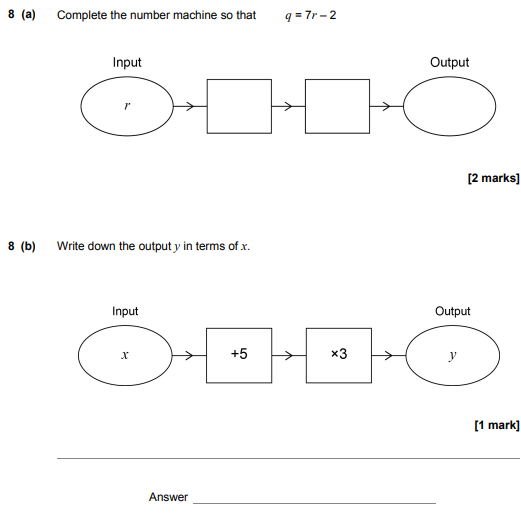 8 (a) Complete the number machine so that q = 7r – 2
Input Output
r
[2 marks]
8 (b) Write down the output y in terms of x.
Input Output
x +5 ×3 y
[1 mark]
Answer